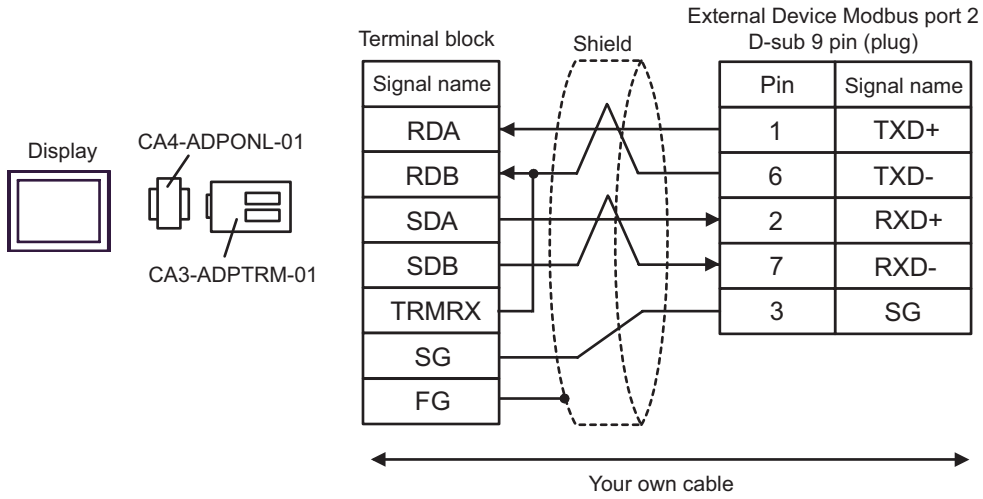 External Device Modbus port 2
D-sub 9 pin (plug)
Terminal block
Shield
Signal name
Pin Signal name
RDA 1 TXD+
RDB 6 TXD-
SDA 2 RXD+
SDB 7 RXD-
TRMRX 3 SG
SG
FG
Display
CA4-ADPONL-01
CA3-ADPTRM-01
Your own cable